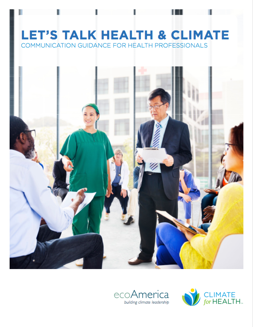 LET'S TALK HEALTH & CLIMATE
COMMUNICATION GUIDANCE FOR HEALTH PROFESSIONALS
ecoAmerica
building climate leadership
CLIMATE
for HEALTH.